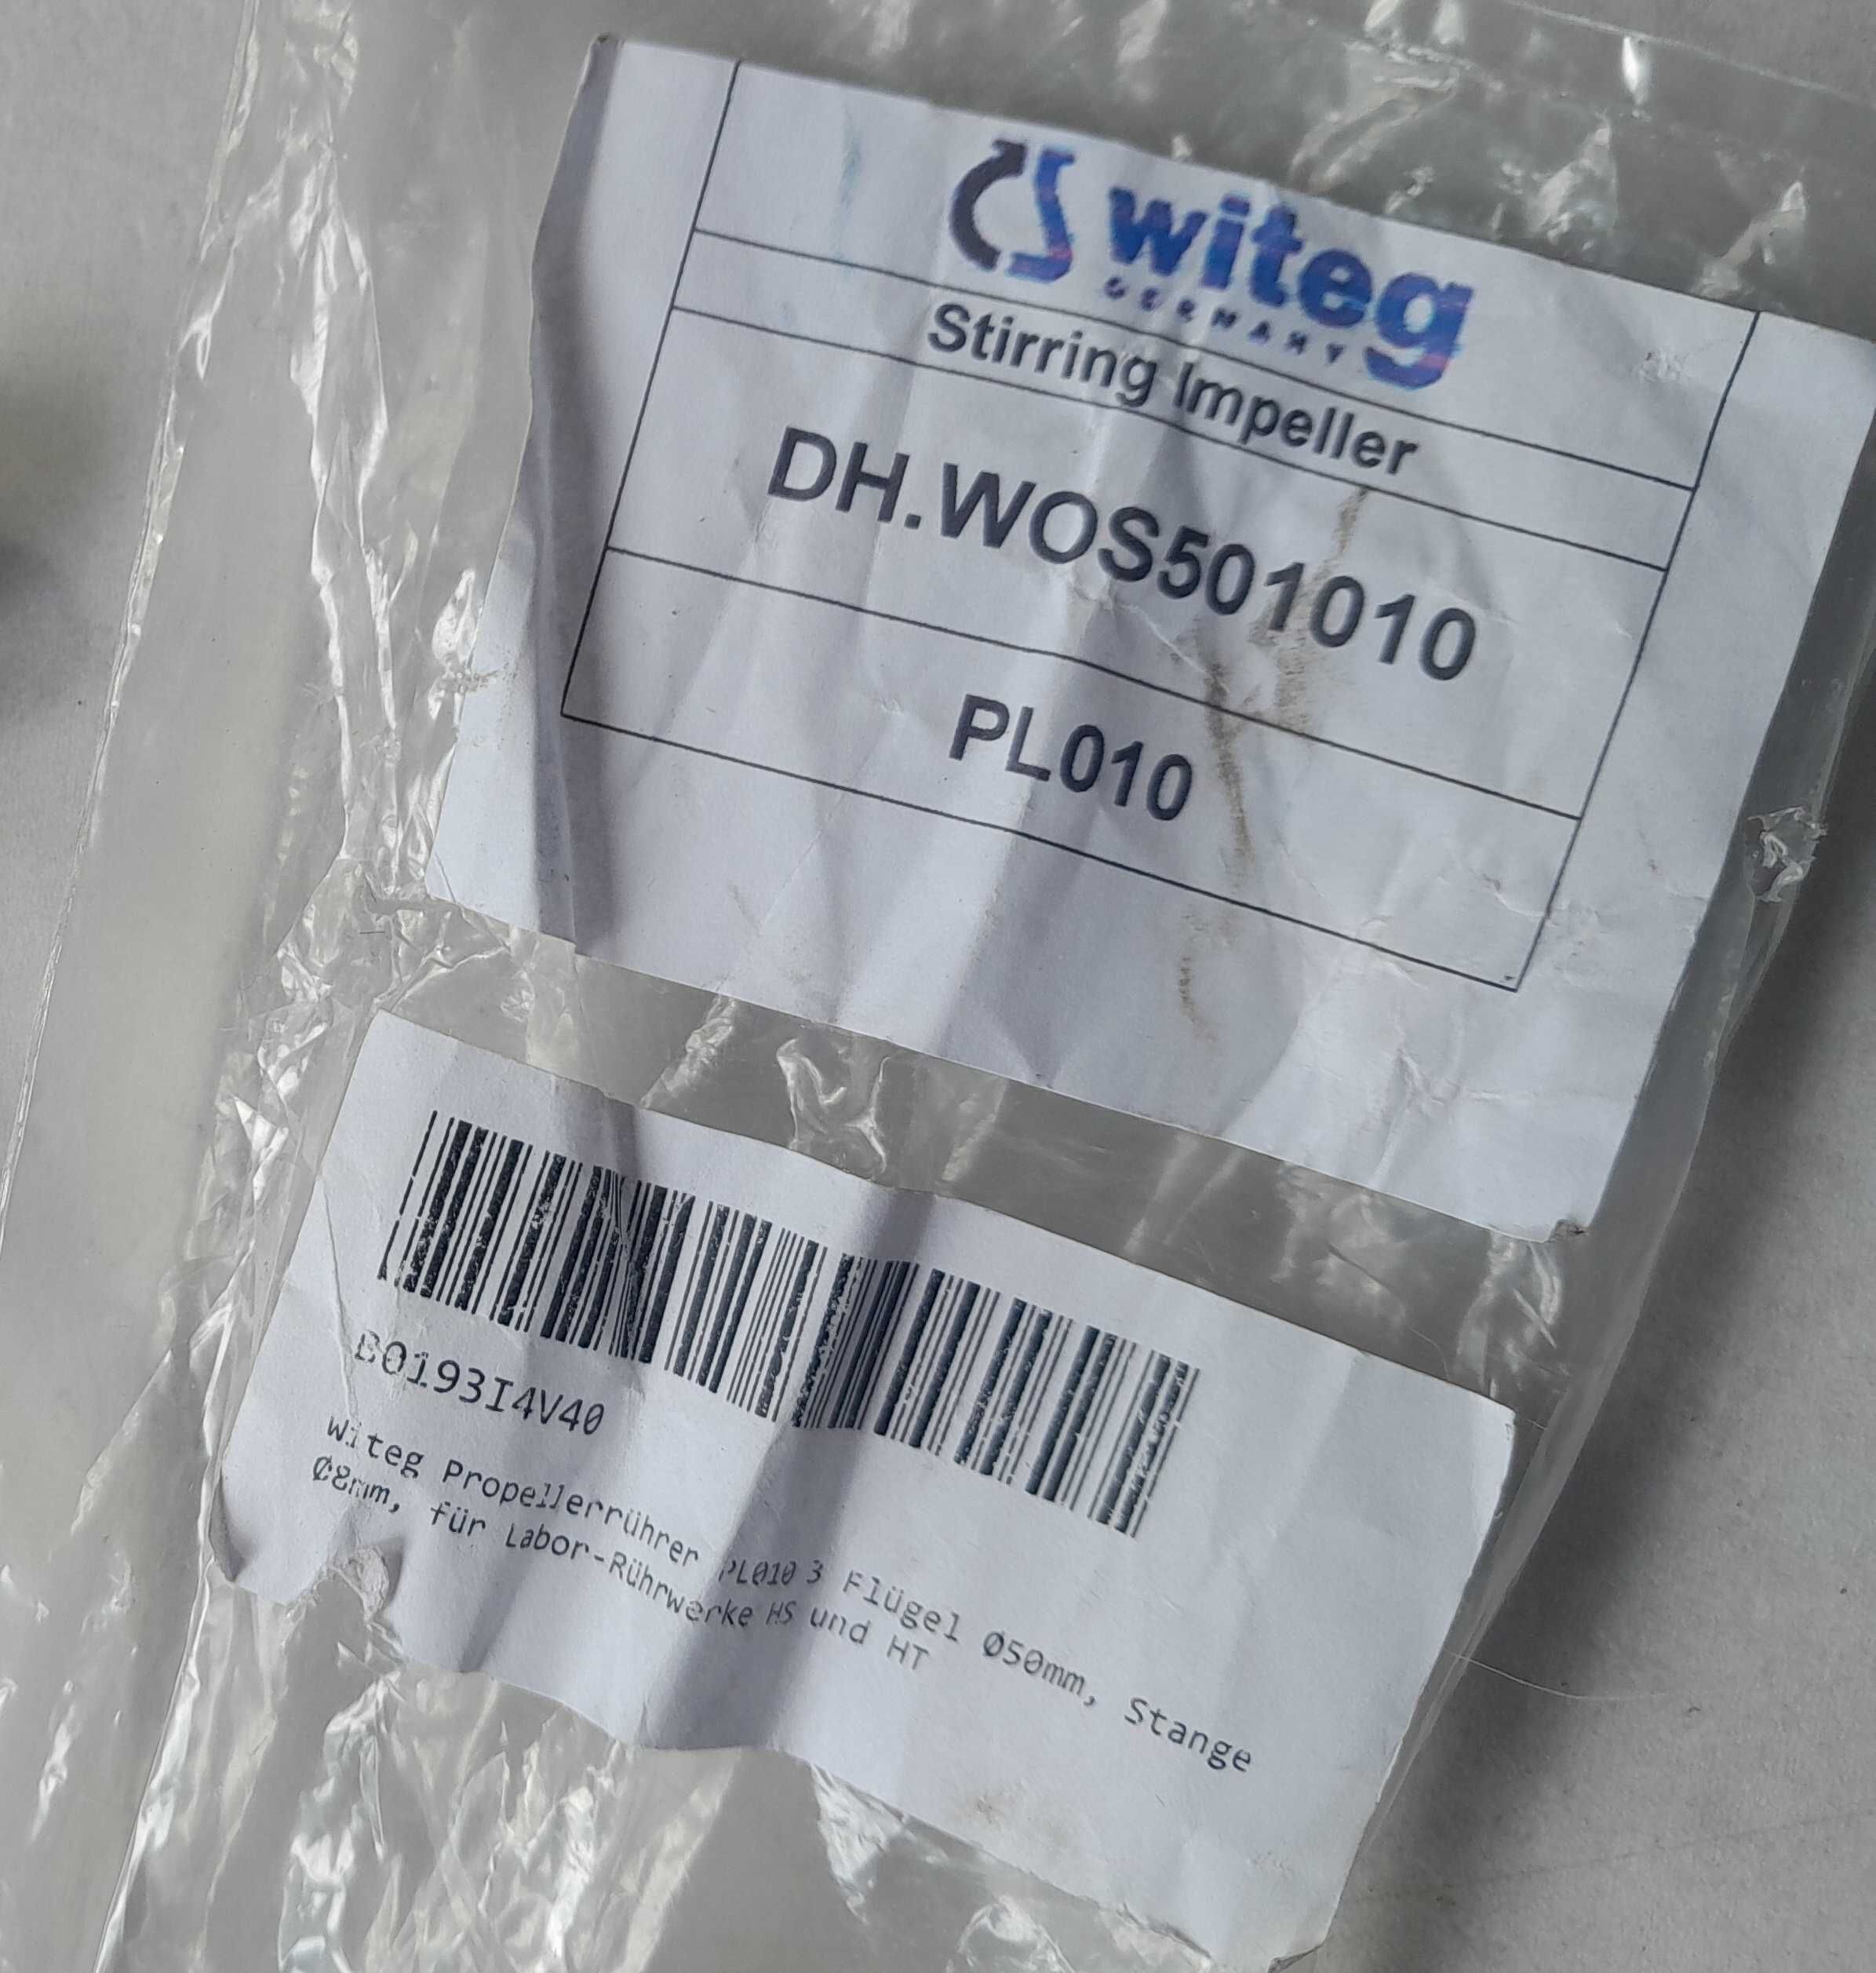 witeg
GERMANY
Stirring Impeller
DH.WOS501010
PL010
B0193I4V40
Witeg Propellerrührer PL010 3 Flügel Ø50mm, Stange
Ø8mm, für Labor-Rührwerke HS und HT